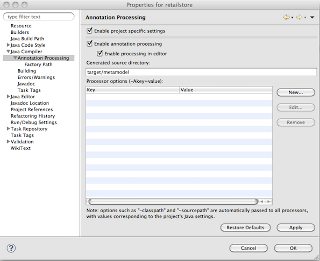 Properties for retailstore
type filter text
Annotation Processing
Resource
Builders
Java Build Path
Java Code Style
Java Compiler
Annotation Processing
Factory Path
Building
Errors/Warnings
Javadoc
Task Tags
Java Editor
Javadoc Location
Project References
Refactoring History
Run/Debug Settings
Task Repository
Task Tags
Validation
WikiText
Enable project specific settings
Enable annotation processing
Enable processing in editor
Generated source directory:
target/metamodel
Processor options (-Akey=value):
Key
Value
New...
Edit...
Remove
Note: options such as "-classpath" and "-sourcepath" are automatically passed to all processors,
with values corresponding to the project's Java settings.
Restore Defaults
Apply
?
Cancel
OK